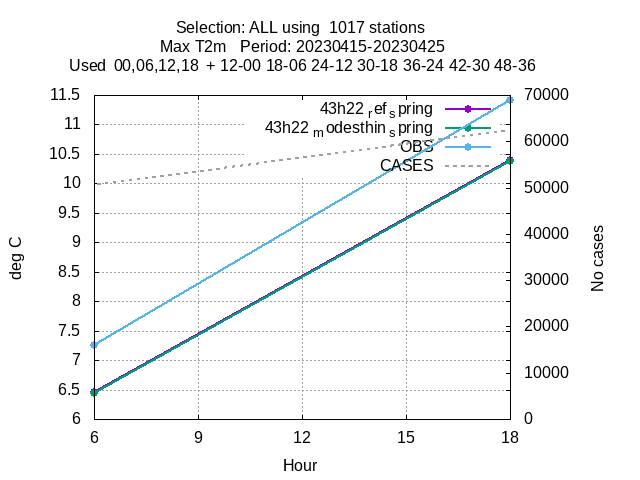 Selection: ALL using 1017 stations
Max T2m Period: 20230415-20230425
Used 00,06,12,18 + 12-00 18-06 24-12 30-18 36-24 42-30 48-36
11.5
11
10.5
10
9.5
9
8.5
8
7.5
7
6.5
6
deg C
43h22 ref spring
43h22 modesthin spring
OBS
CASES
70000
60000
50000
40000
30000
20000
10000
0
No cases
6 9 12 15 18
Hour